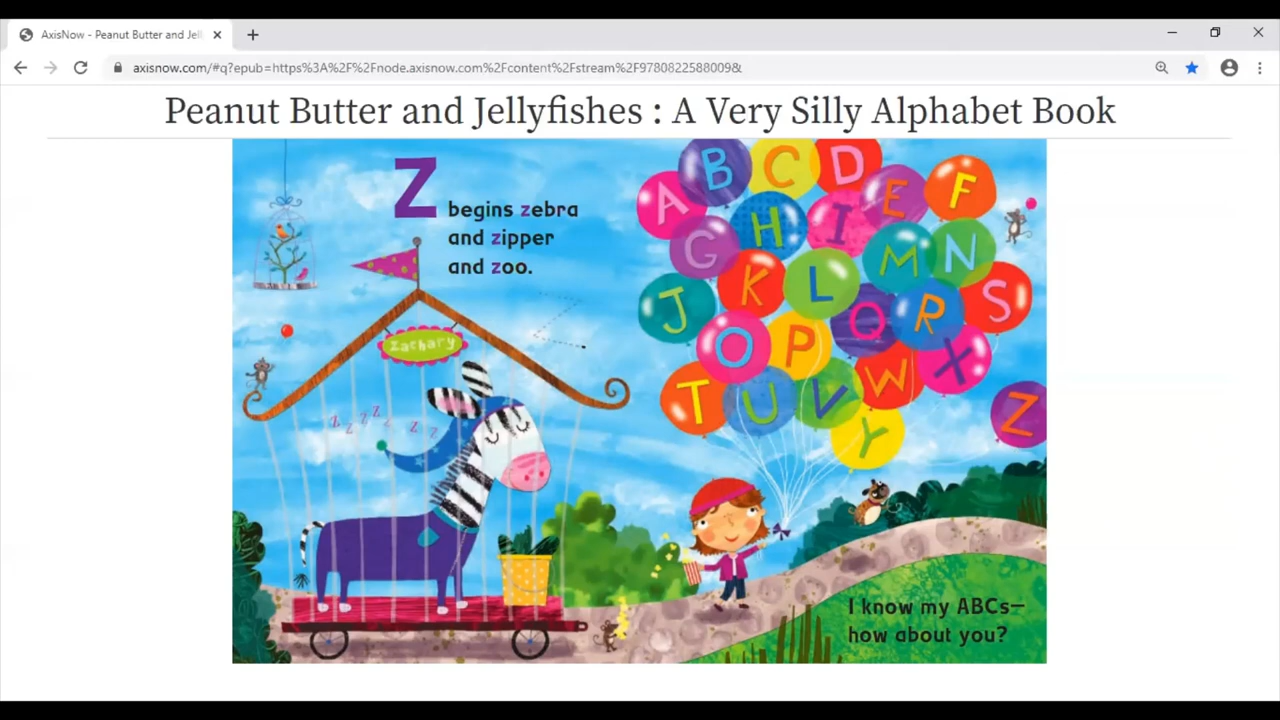 AxisNow - Peanut Butter and Jell
axisnow.com/#q?epub=https%3A%2F%2Fnode.axisnow.com%2Fcontent%2Fstream%2F9780822588009&
Peanut Butter and Jellyfishes : A Very Silly Alphabet Book
Z begins zebra
and zipper
and zoo.
Zachary
z z z z z z z
A B C D E F
G H I
J K L M N
O P Q R S
T U V W X
Y Z
I know my ABCs—
how about you?